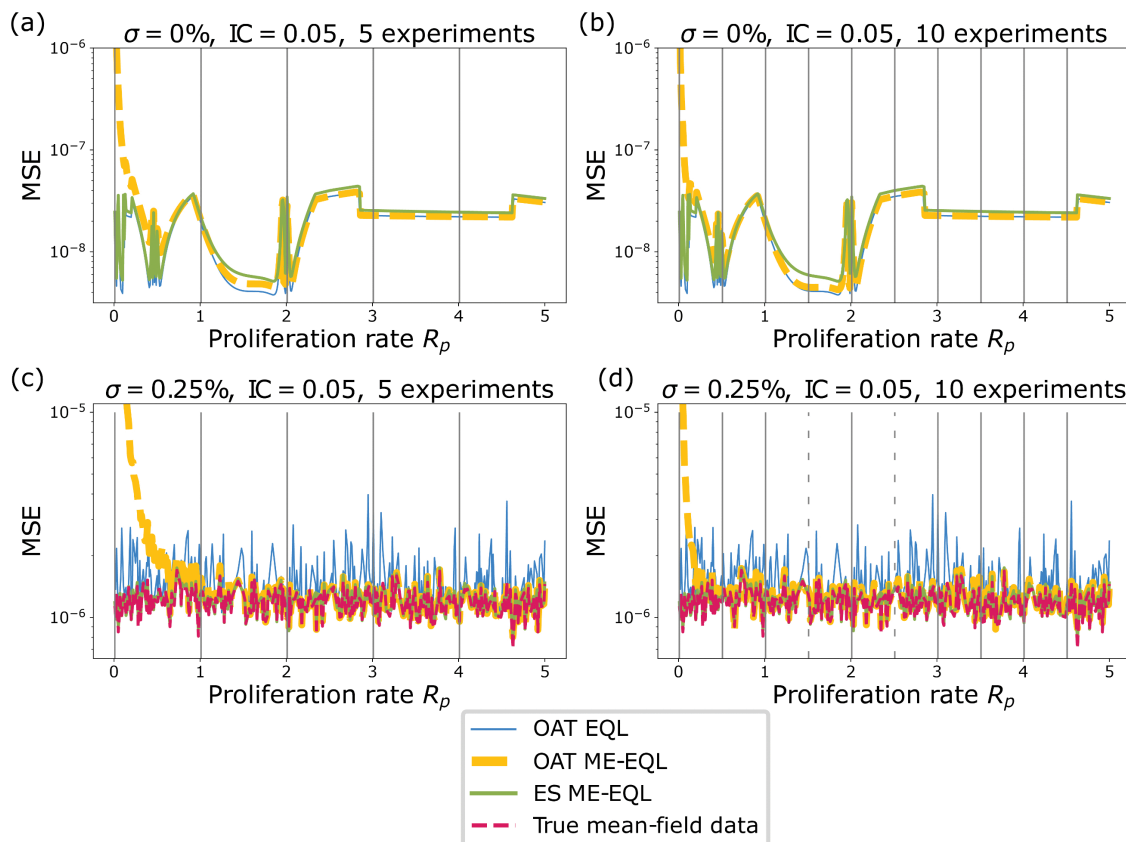 (a)
σ = 0%, IC = 0.05, 5 experiments
10⁻⁶
10⁻⁷
10⁻⁸
MSE
0 1 2 3 4 5
Proliferation rate Rₚ
(b)
σ = 0%, IC = 0.05, 10 experiments
10⁻⁶
10⁻⁷
10⁻⁸
MSE
0 1 2 3 4 5
Proliferation rate Rₚ
(c)
σ = 0.25%, IC = 0.05, 5 experiments
10⁻⁵
10⁻⁶
MSE
0 1 2 3 4 5
Proliferation rate Rₚ
(d)
σ = 0.25%, IC = 0.05, 10 experiments
10⁻⁵
10⁻⁶
MSE
0 1 2 3 4 5
Proliferation rate Rₚ
OAT EQL
OAT ME-EQL
ES ME-EQL
True mean-field data